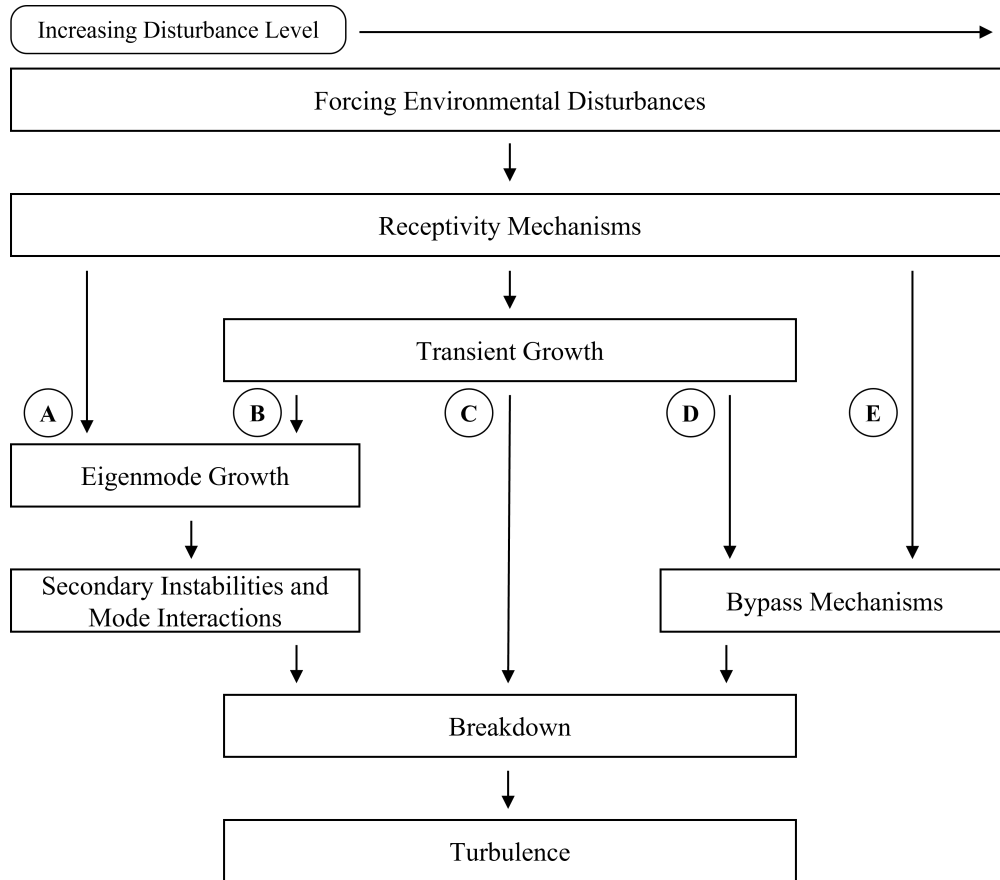 Increasing Disturbance Level
Forcing Environmental Disturbances
Receptivity Mechanisms
Transient Growth
A
B
C
D
E
Eigenmode Growth
Secondary Instabilities and
Mode Interactions
Bypass Mechanisms
Breakdown
Turbulence